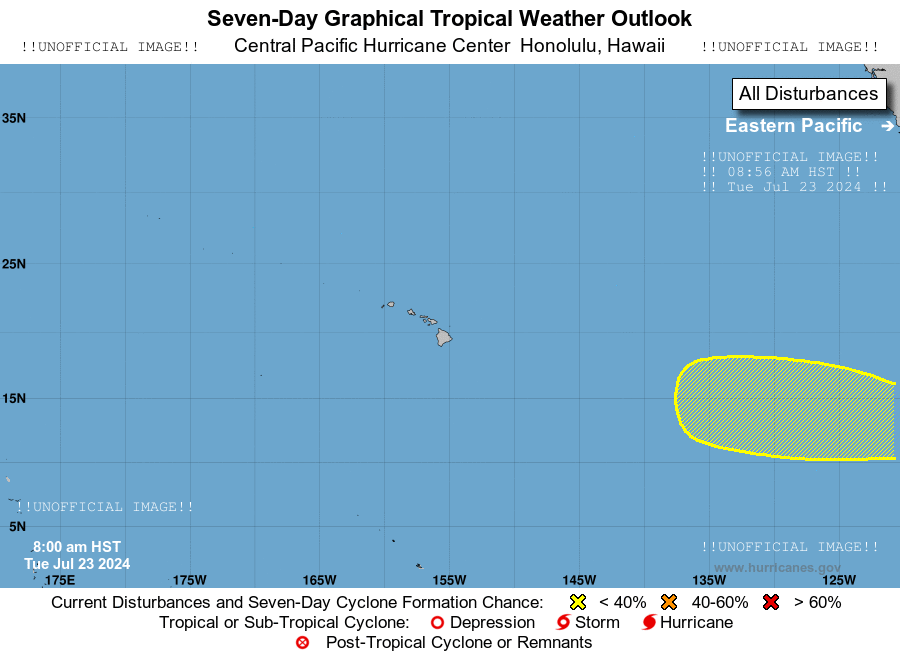 Seven-Day Graphical Tropical Weather Outlook
!!UNOFFICIAL IMAGE!! Central Pacific Hurricane Center Honolulu, Hawaii !!UNOFFICIAL IMAGE!!
All Disturbances
35N
Eastern Pacific →
!!UNOFFICIAL IMAGE!!
!! 08:56 AM HST !!
!! Tue Jul 23 2024 !!
25N
15N
!!UNOFFICIAL IMAGE!!
5N
8:00 am HST
Tue Jul 23 2024
!!UNOFFICIAL IMAGE!!
www.hurricanes.gov
175E 175W 165W 155W 145W 135W 125W
Current Disturbances and Seven-Day Cyclone Formation Chance: < 40% 40-60% > 60%
Tropical or Sub-Tropical Cyclone: Depression Storm Hurricane
Post-Tropical Cyclone or Remnants